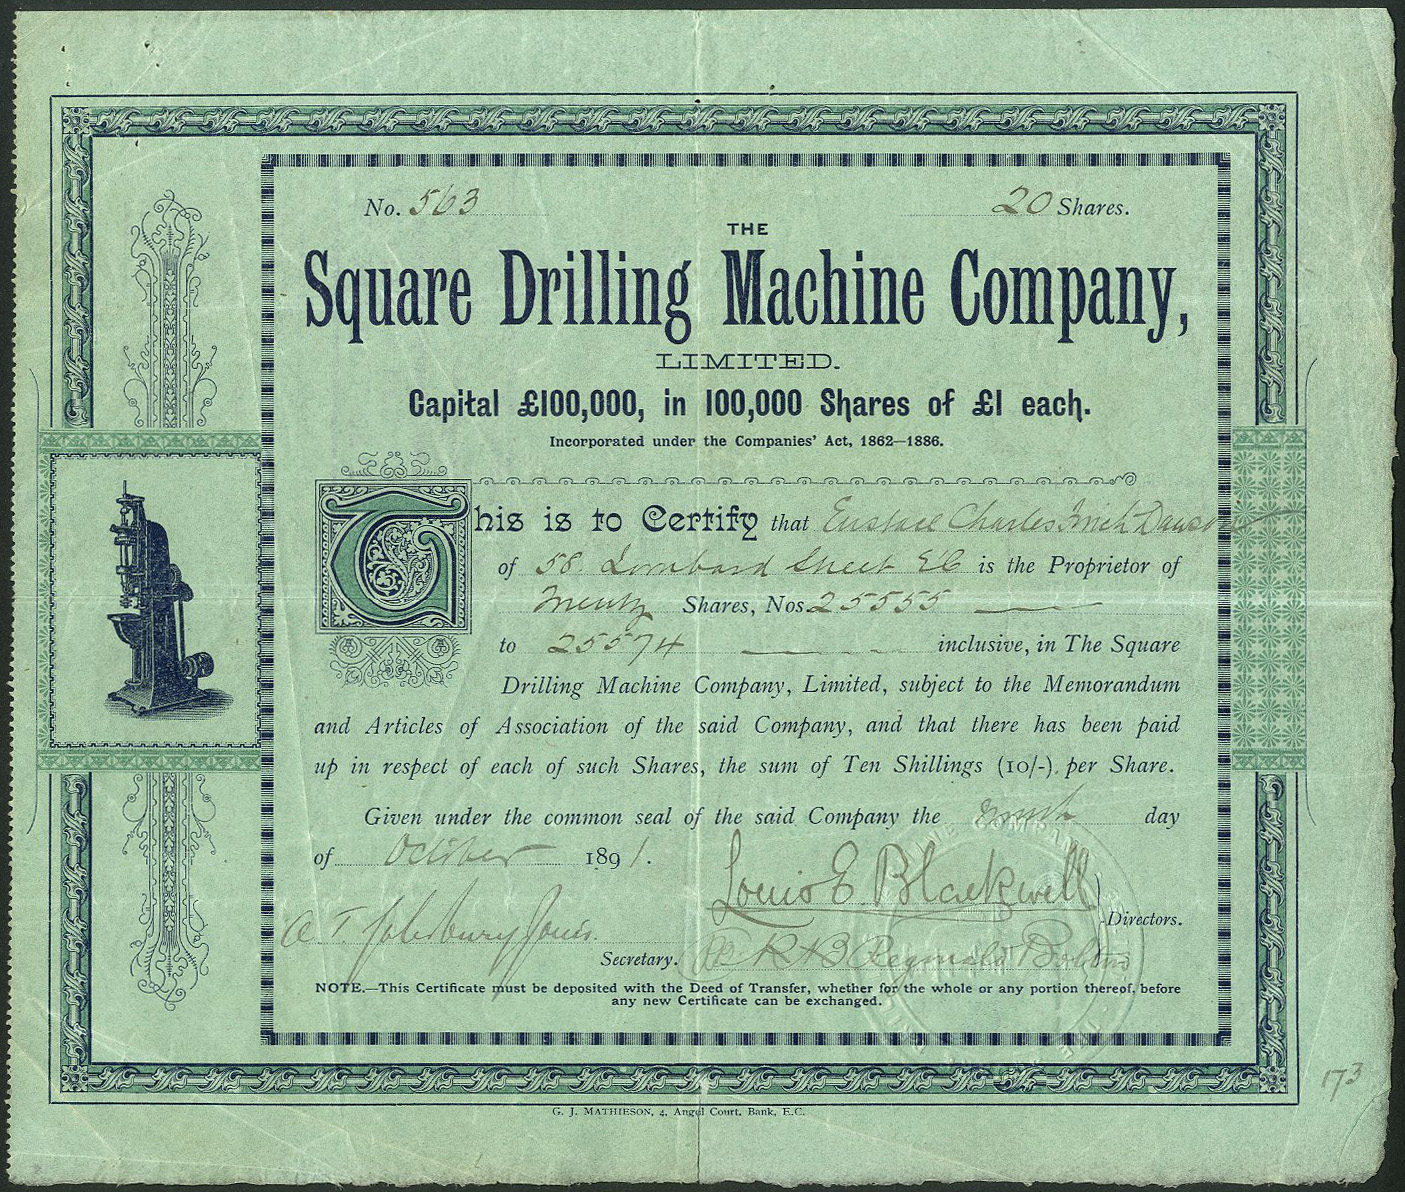 No. 563 20 Shares.
THE
Square Drilling Machine Company,
LIMITED.
Capital £100,000, in 100,000 Shares of £1 each.
Incorporated under the Companies' Act, 1862—1886.
This is to Certify that Eustace Charles Dawson
of 58. Lombard Street EC is the Proprietor of
Twenty Shares, Nos. 25555
to 25574 inclusive, in The Square
Drilling Machine Company, Limited, subject to the Memorandum
and Articles of Association of the said Company, and that there has been paid
up in respect of each of such Shares, the sum of Ten Shillings (10/-) per Share.
Given under the common seal of the said Company the day
of October 1891.
Louis E Blackwell
Directors.
A. T. Jones.
Secretary. Reginald Bolton
NOTE.—This Certificate must be deposited with the Deed of Transfer, whether for the whole or any portion thereof, before
any new Certificate can be exchanged.
G. J. MATHIESON, 4, Angel Court, Bank, E.C.
173